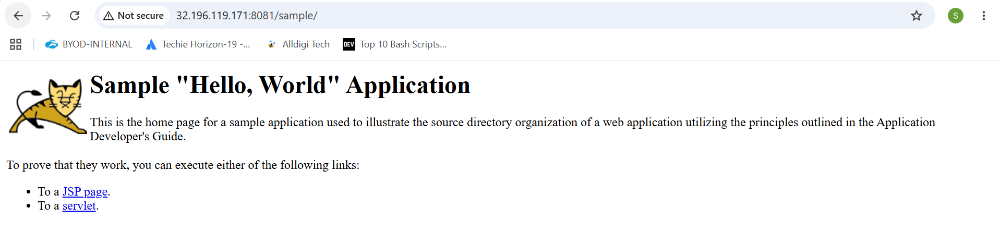 Not secure 32.196.119.171:8081/sample/ S
BYOD-INTERNAL Techie Horizon-19 -... Alldigi Tech DEV Top 10 Bash Scripts...
Sample "Hello, World" Application
This is the home page for a sample application used to illustrate the source directory organization of a web application utilizing the principles outlined in the Application
Developer's Guide.
To prove that they work, you can execute either of the following links:
• To a JSP page.
• To a servlet.